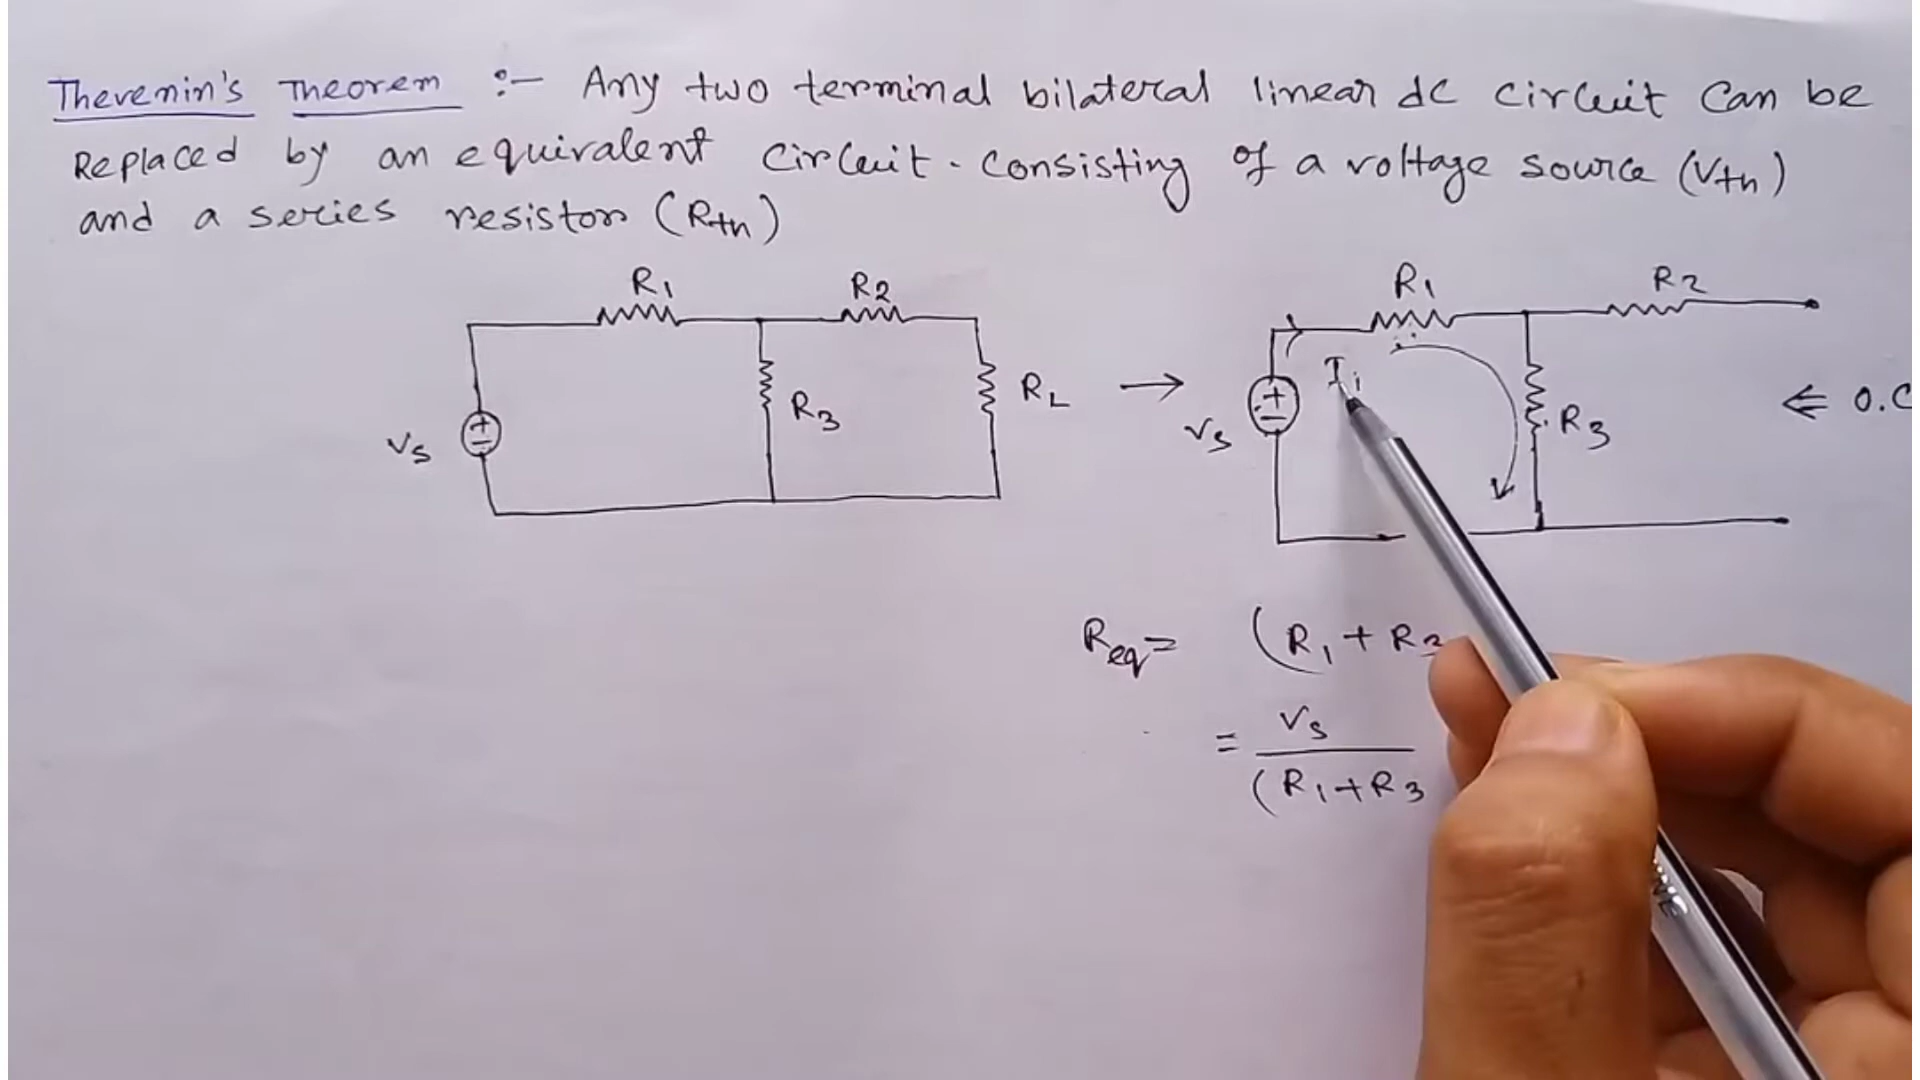 Thevenin's Theorem :- Any two terminal bilateral linear dc circuit can be
Replaced by an equivalent circuit - consisting of a voltage source (Vth)
and a series resistor (Rth)
R1 R2
R3 RL →
Vs
R1 R2
I1
Vs R3 ⇐ O.C
Req = (R1 + R3
= Vs
(R1+R3